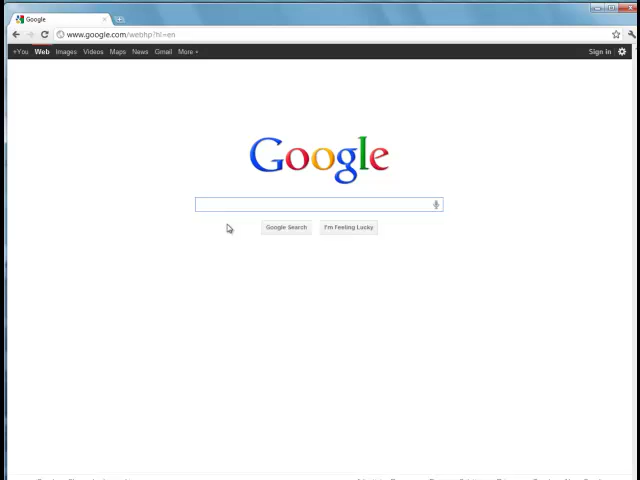 Google
www.google.com/webhp?hl=en
+You Web Images Videos Maps News Gmail More Sign in
Google
Google Search I'm Feeling Lucky